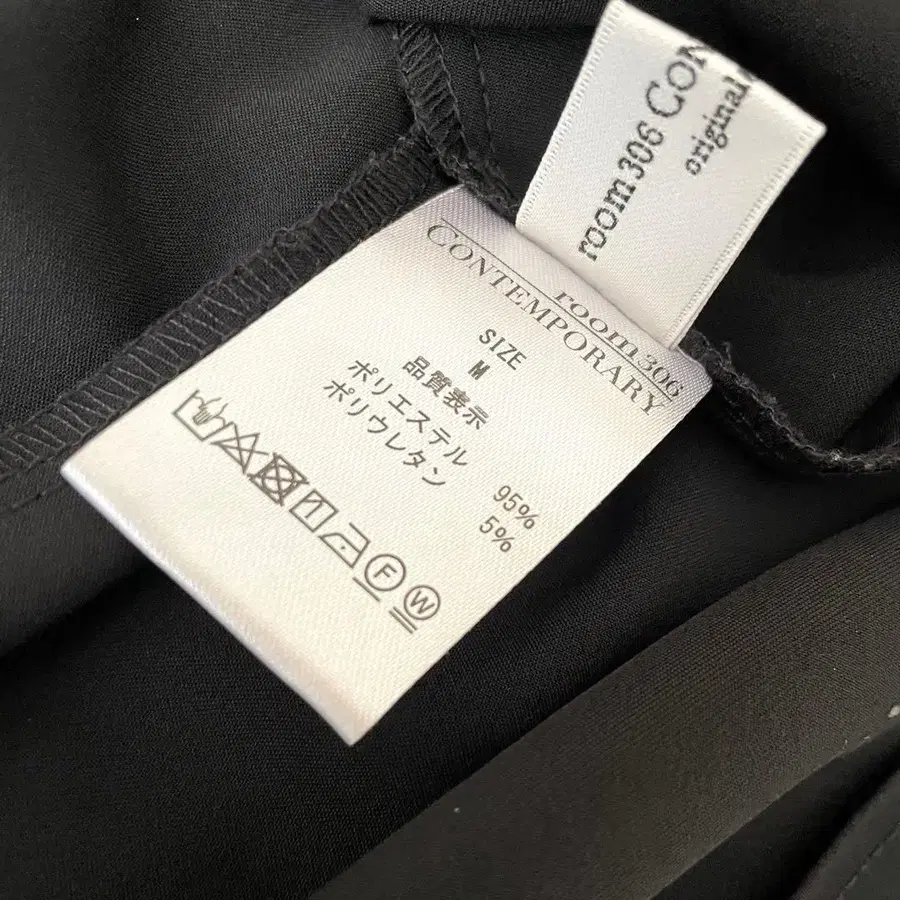 room306 CON
original
room306
CONTEMPORARY
SIZE
M
品質表示
ポリエステル 95%
ポリウレタン 5%
F W